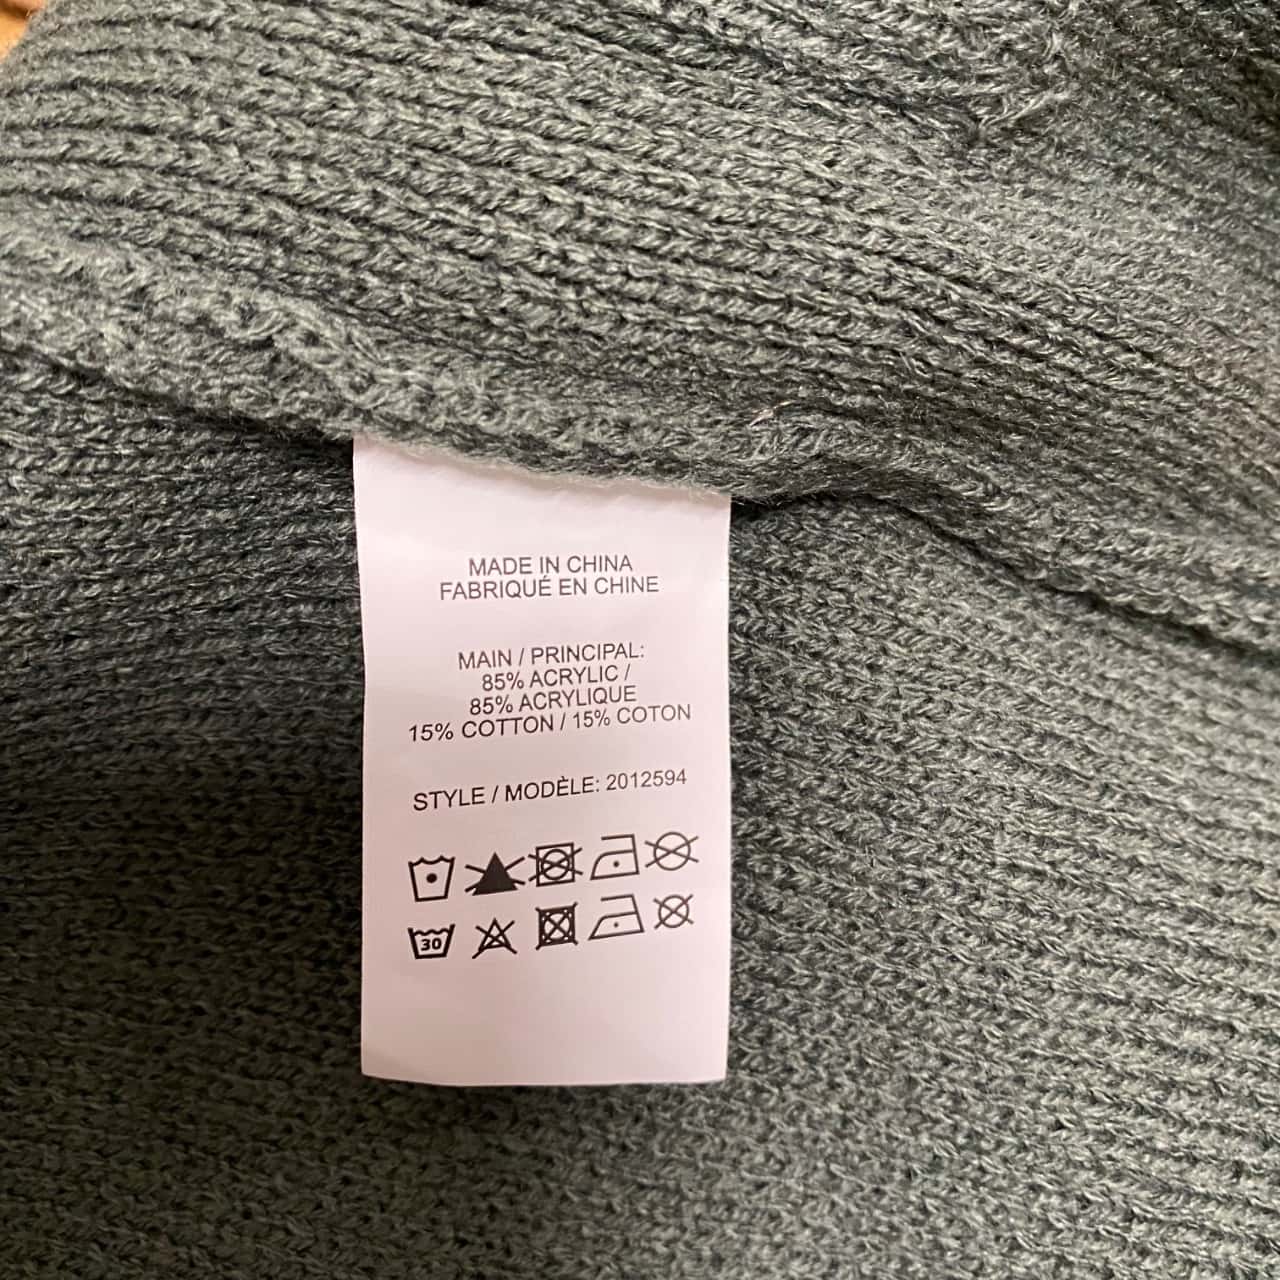 MADE IN CHINA
FABRIQUÉ EN CHINE
MAIN / PRINCIPAL:
85% ACRYLIC /
85% ACRYLIQUE
15% COTTON / 15% COTON
STYLE / MODÈLE: 2012594
30